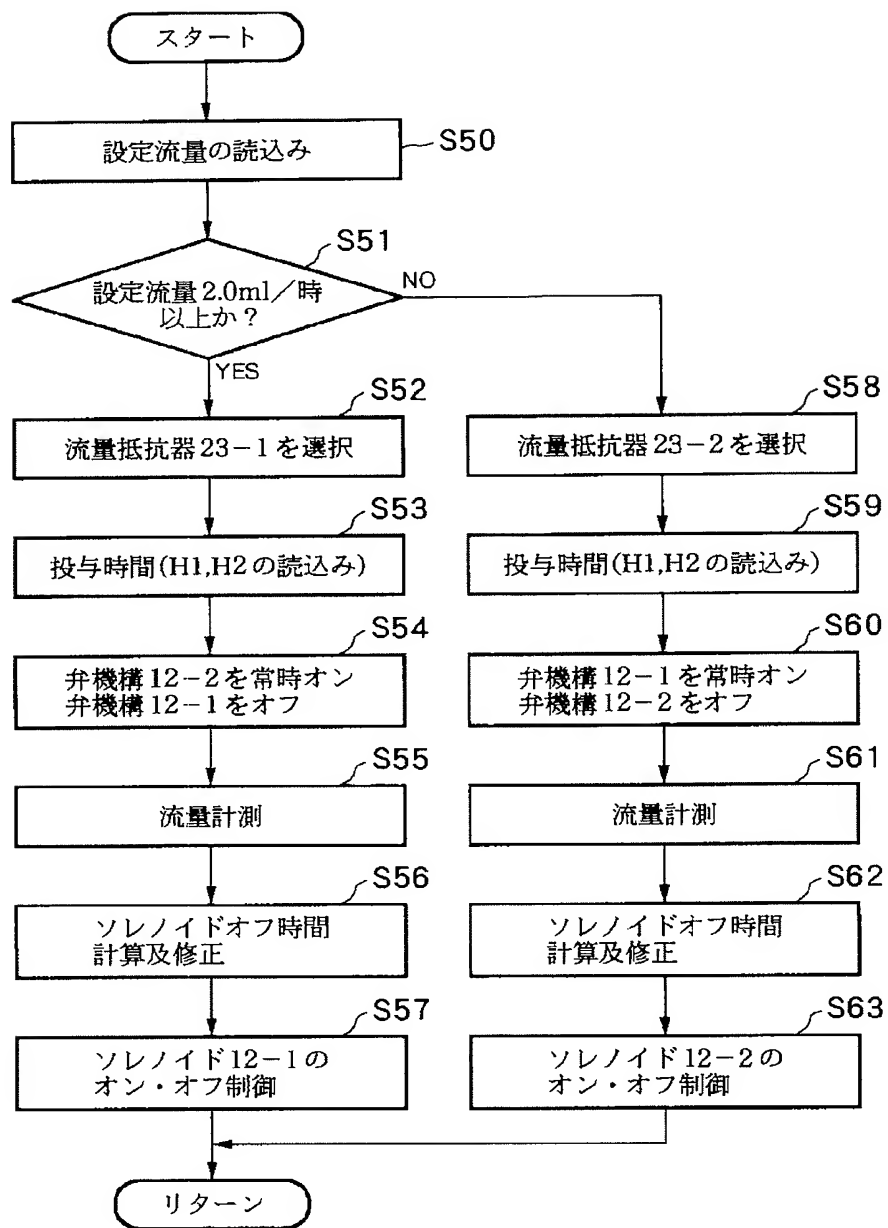 スタート
設定流量の読込み
S50
S51
設定流量2.0ml／時
以上か？
NO
YES
S52
流量抵抗器23－1を選択
S53
投与時間(H1,H2の読込み)
S54
弁機構12－2を常時オン
弁機構12－1をオフ
S55
流量計測
S56
ソレノイドオフ時間
計算及修正
S57
ソレノイド12－1の
オン・オフ制御
S58
流量抵抗器23－2を選択
S59
投与時間(H1,H2の読込み)
S60
弁機構12－1を常時オン
弁機構12－2をオフ
S61
流量計測
S62
ソレノイドオフ時間
計算及修正
S63
ソレノイド12－2の
オン・オフ制御
リターン